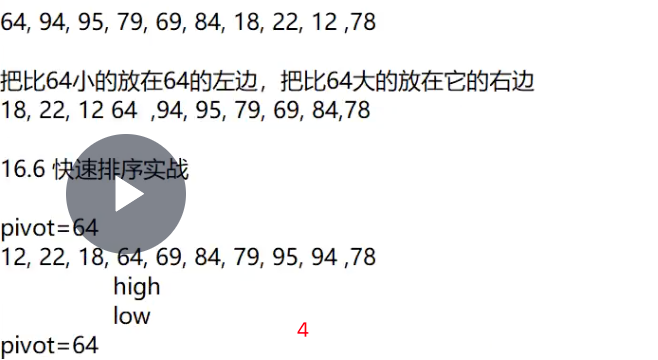 64, 94, 95, 79, 69, 84, 18, 22, 12 ,78
把比64小的放在64的左边，把比64大的放在它的右边
18, 22, 12 64  ,94, 95, 79, 69, 84,78
16.6 快速排序实战
pivot=64
12, 22, 18, 64, 69, 84, 79, 95, 94 ,78
high
low
4
pivot=64